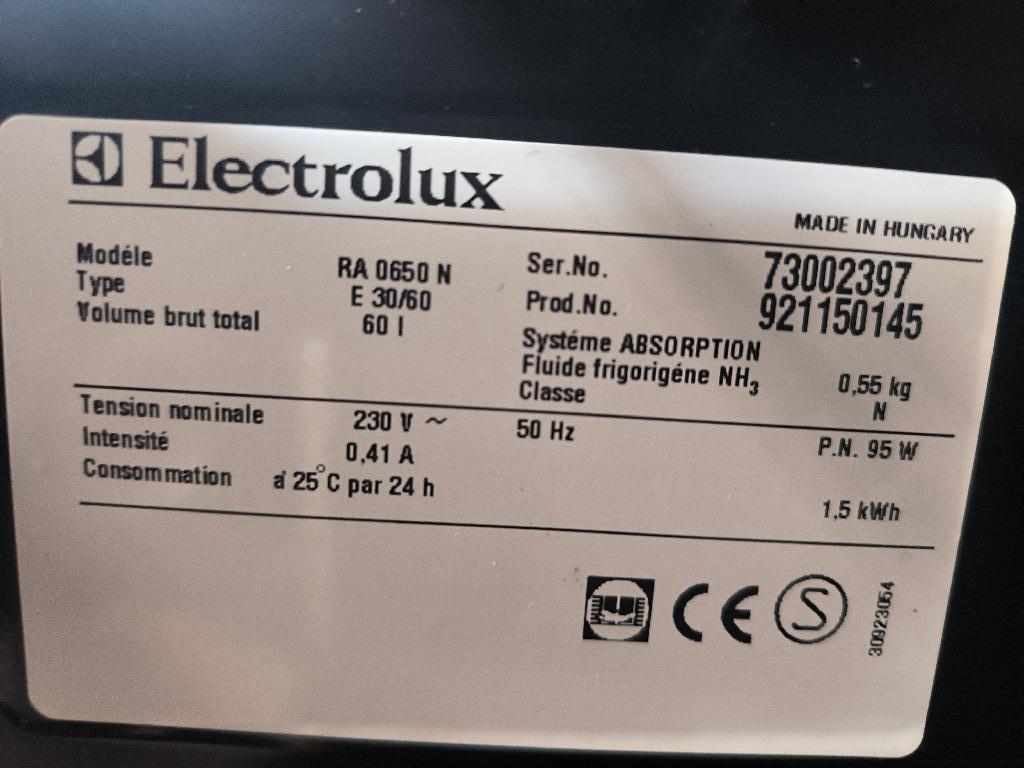 Electrolux
MADE IN HUNGARY
Modéle RA 0650 N
Type E 30/60
Volume brut total 60 l
Ser.No. 73002397
Prod.No. 921150145
Systéme ABSORPTION
Fluide frigorigéne NH₃ 0,55 kg
Classe N
Tension nominale 230 V ~ 50 Hz P.N. 95 W
Intensité 0,41 A
Consommation á 25°C par 24 h 1,5 kWh
CE S
30923054